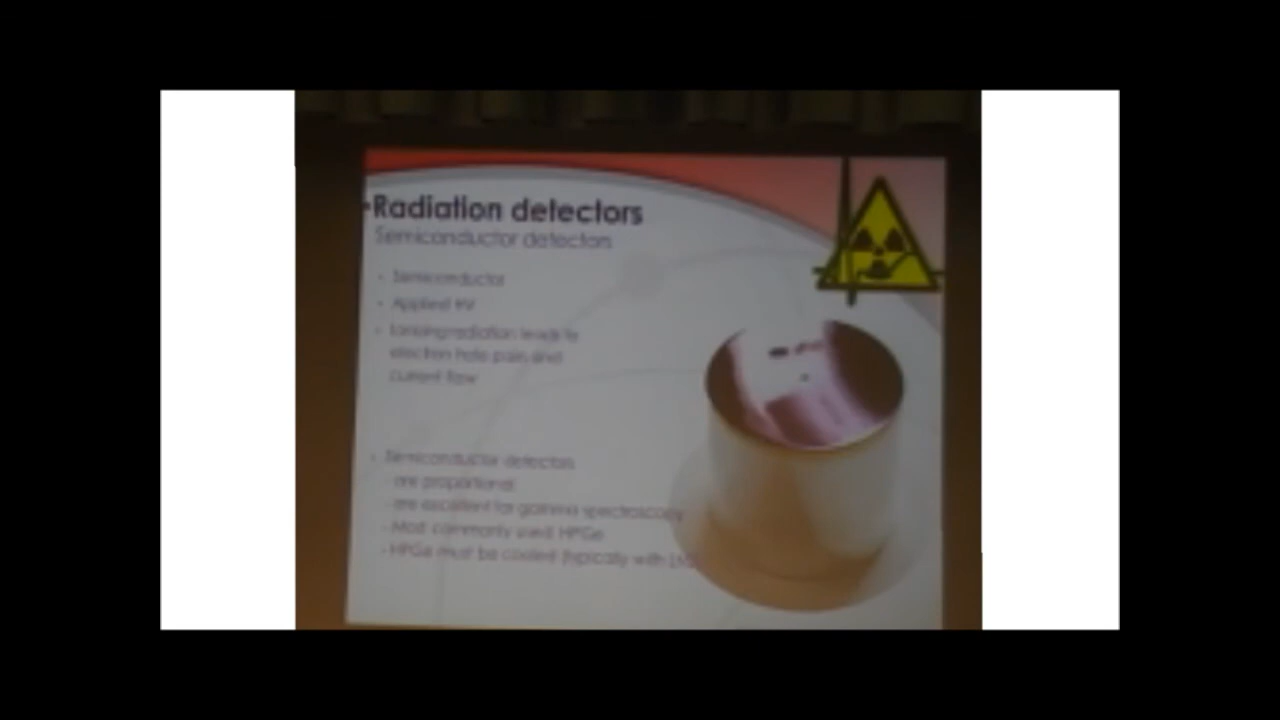 Radiation detectors
Semiconductor detectors
Semiconductor
Applied HV
Ionizing radiation leads to
electron hole pairs and
current flow
Semiconductor detectors
- are proportional
- are excellent for gamma spectroscopy
- Most commonly used: HPGe
- HPGe must be cooled (typically with LN2